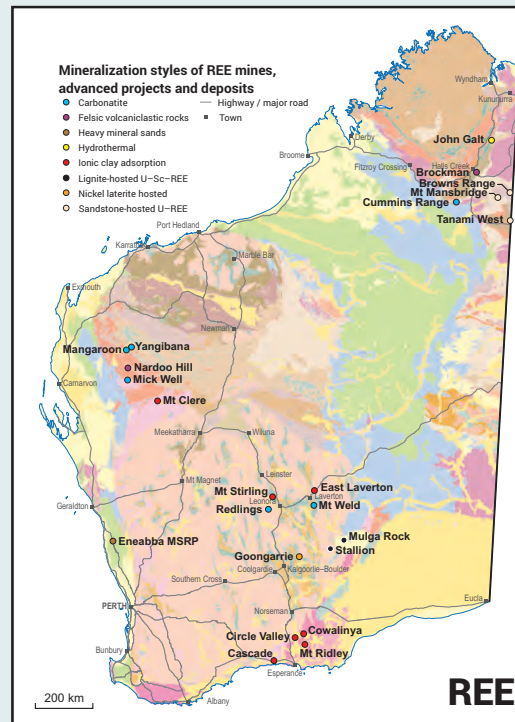 Mineralization styles of REE mines,
advanced projects and deposits
Carbonatite
Felsic volcaniclastic rocks
Heavy mineral sands
Hydrothermal
Ionic clay adsorption
Lignite-hosted U–Sc–REE
Nickel laterite hosted
Sandstone-hosted U–REE
Highway / major road
Town
Wyndham
Kununurra
John Galt
Derby
Broome
Fitzroy Crossing
Halls Creek
Brockman
Browns Range
Mt Mansbridge
Cummins Range
Tanami West
Port Hedland
Karratha
Marble Bar
Exmouth
Newman
Mangaroon
Yangibana
Nardoo Hill
Mick Well
Carnarvon
Mt Clere
Meekatharra
Wiluna
Leinster
Mt Magnet
Mt Stirling
East Laverton
Leonora
Laverton
Redlings
Mt Weld
Geraldton
Eneabba MSRP
Mulga Rock
Stallion
Goongarrie
Coolgardie
Kalgoorlie–Boulder
Southern Cross
Eucla
PERTH
Norseman
Circle Valley
Cowalinya
Mt Ridley
Bunbury
Cascade
Esperance
Albany
200 km
REE